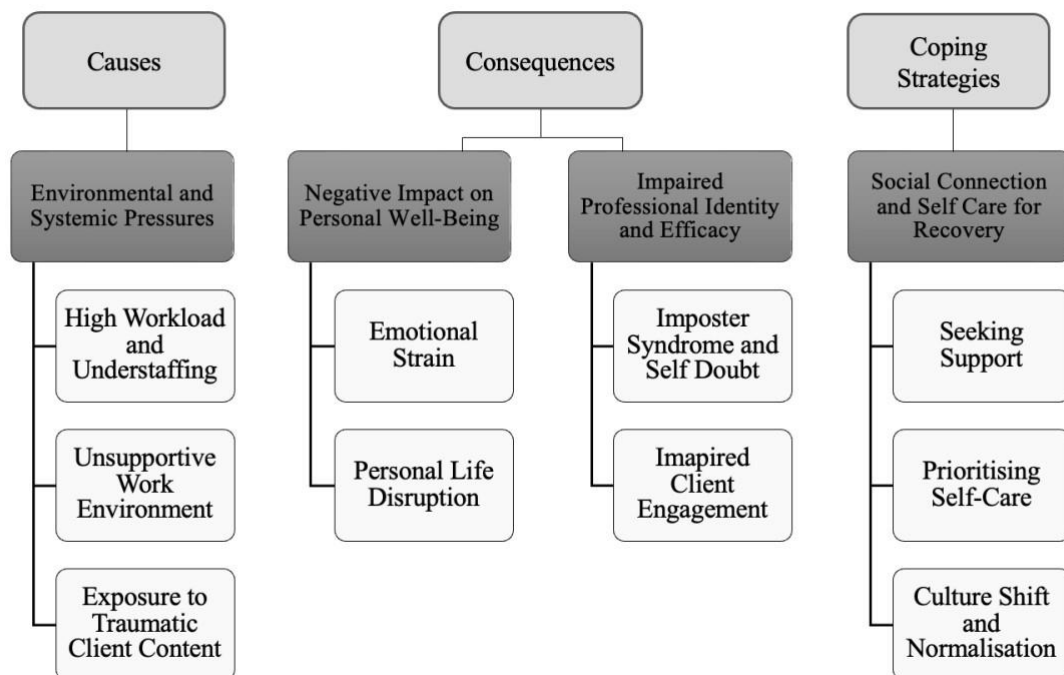 Causes
Consequences
Coping
Strategies
Environmental and
Systemic Pressures
Negative Impact on
Personal Well-Being
Impaired
Professional Identity
and Efficacy
Social Connection
and Self Care for
Recovery
High Workload
and
Understaffing
Emotional
Strain
Imposter
Syndrome and
Self Doubt
Seeking
Support
Unsupportive
Work
Environment
Personal Life
Disruption
Imapired
Client
Engagement
Prioritising
Self-Care
Exposure to
Traumatic
Client Content
Culture Shift
and
Normalisation